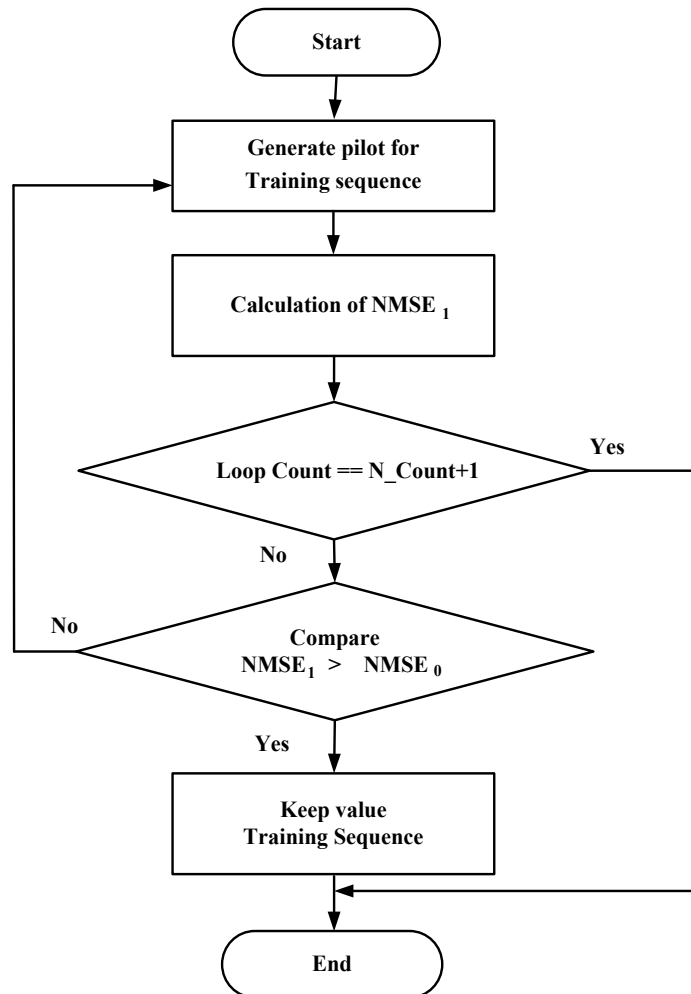 Start
Generate pilot for
Training sequence
Calculation of NMSE 1
Loop Count == N_Count+1
Yes
No
No
Compare
NMSE1 > NMSE 0
Yes
Keep value
Training Sequence
End